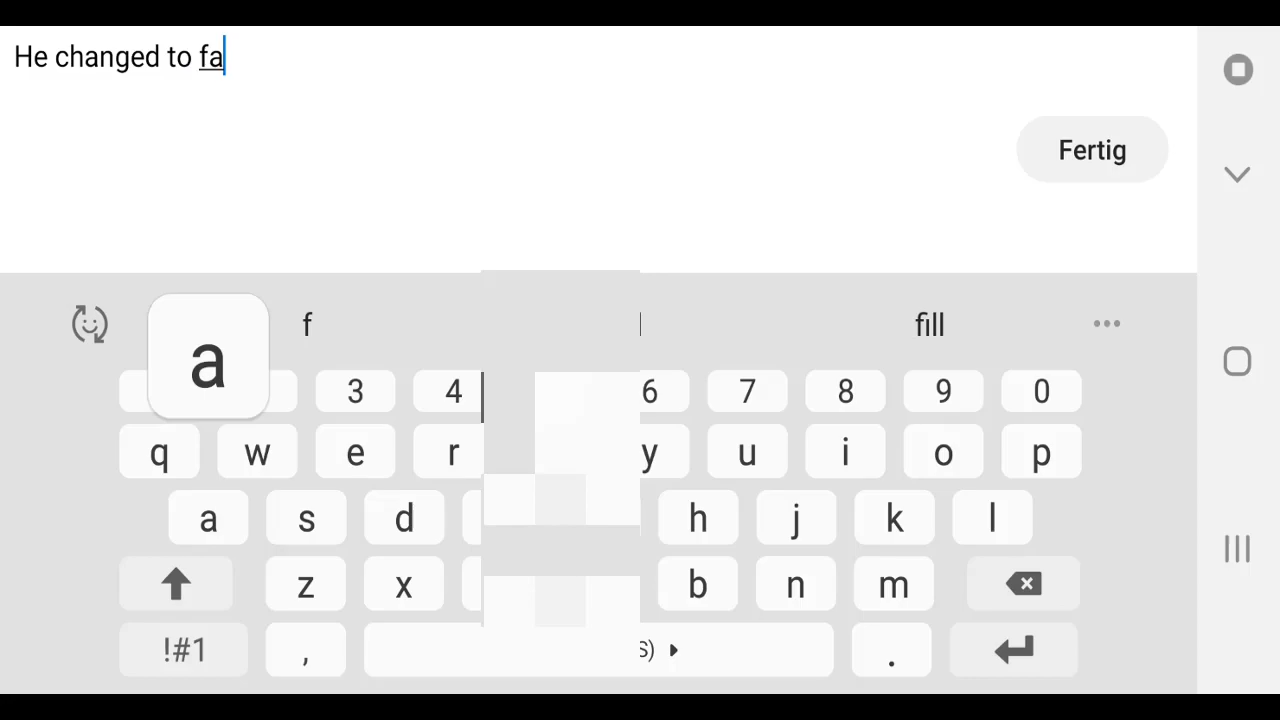 He changed to fa
Fertig
a
f
fill
3 4 6 7 8 9 0
q w e r y u i o p
a s d h j k l
z x b n m
!#1 , S) .